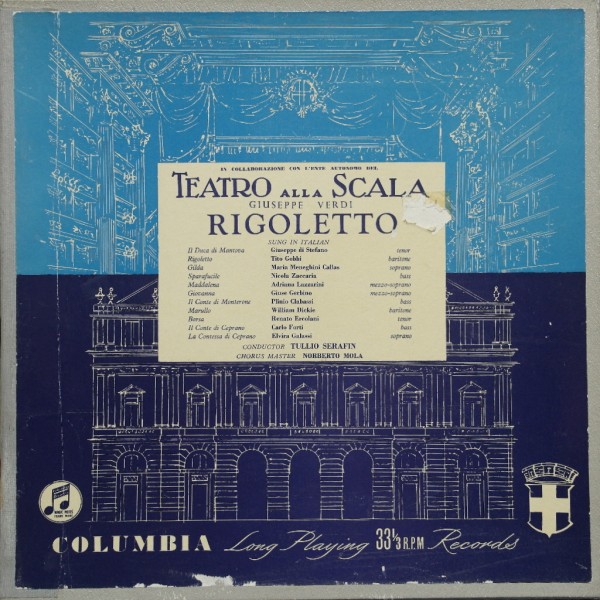 IN COLLABORAZIONE CON L'ENTE AUTONOMO DEL
TEATRO ALLA SCALA
GIUSEPPE VERDI
RIGOLETTO
SUNG IN ITALIAN
Il Duca di Mantova Giuseppe di Stefano tenor
Rigoletto Tito Gobbi baritone
Gilda Maria Meneghini Callas soprano
Sparafucile Nicola Zaccaria bass
Maddalena Adriana Lazzarini mezzo-soprano
Giovanna Giuse Gerbino mezzo-soprano
Il Conte di Monterone Plinio Clabassi bass
Marullo William Dickie baritone
Borsa Renato Ercolani tenor
Il Conte di Ceprano Carlo Forti bass
La Contessa di Ceprano Elvira Galassi soprano
CONDUCTOR TULLIO SERAFIN
CHORUS MASTER NORBERTO MOLA
COLUMBIA Long Playing 33⅓ R.P.M Records